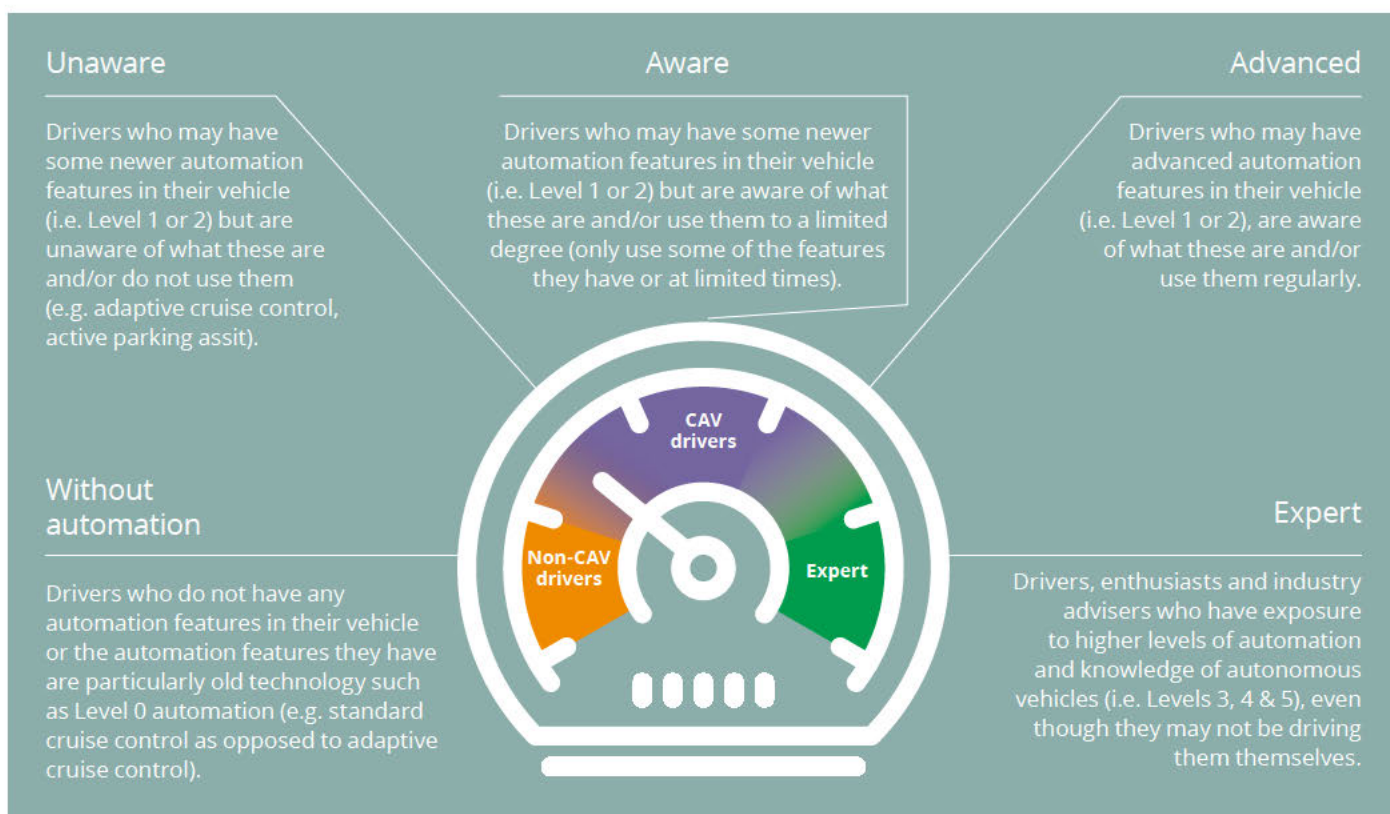 Unaware
Drivers who may have
some newer automation
features in their vehicle
(i.e. Level 1 or 2) but are
unaware of what these are
and/or do not use them
(e.g. adaptive cruise control,
active parking assit).
Aware
Drivers who may have some newer
automation features in their vehicle
(i.e. Level 1 or 2) but are aware of what
these are and/or use them to a limited
degree (only use some of the features
they have or at limited times).
Advanced
Drivers who may have
advanced automation
features in their vehicle
(i.e. Level 1 or 2), are aware
of what these are and/or
use them regularly.
Without
automation
Drivers who do not have any
automation features in their vehicle
or the automation features they have
are particularly old technology such
as Level 0 automation (e.g. standard
cruise control as opposed to adaptive
cruise control).
Non-CAV
drivers
CAV
drivers
Expert
Expert
Drivers, enthusiasts and industry
advisers who have exposure
to higher levels of automation
and knowledge of autonomous
vehicles (i.e. Levels 3, 4 & 5), even
though they may not be driving
them themselves.